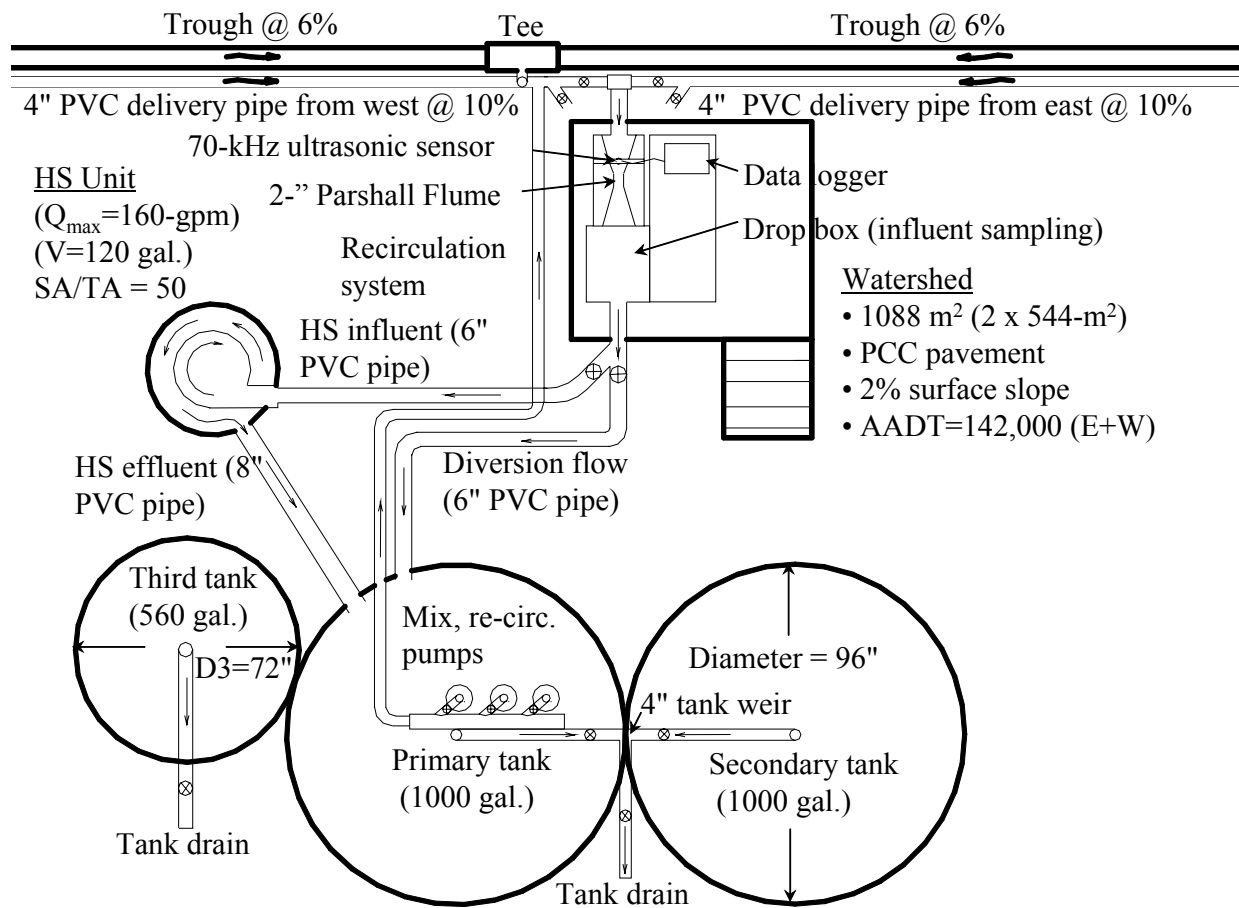 Trough @ 6%
Tee
Trough @ 6%
4" PVC delivery pipe from west @ 10%
4" PVC delivery pipe from east @ 10%
70-kHz ultrasonic sensor
2-” Parshall Flume
Data logger
Drop box (influent sampling)
HS Unit
(Qmax=160-gpm)
(V=120 gal.)
SA/TA = 50
Recirculation
system
Watershed
• 1088 m² (2 x 544-m²)
• PCC pavement
• 2% surface slope
• AADT=142,000 (E+W)
HS influent (6"
PVC pipe)
HS effluent (8"
PVC pipe)
Diversion flow
(6" PVC pipe)
Third tank
(560 gal.)
D3=72"
Mix, re-circ.
pumps
Diameter = 96"
4" tank weir
Primary tank
(1000 gal.)
Secondary tank
(1000 gal.)
Tank drain
Tank drain